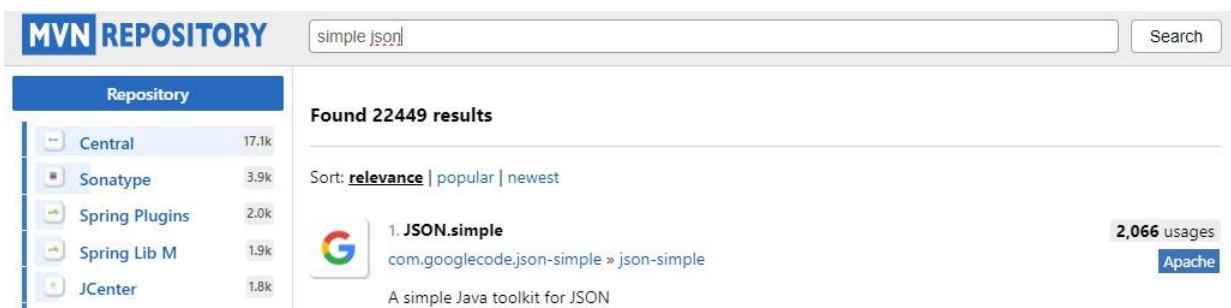 MVN REPOSITORY
simple json
Search
Repository
Central 17.1k
Sonatype 3.9k
Spring Plugins 2.0k
Spring Lib M 1.9k
JCenter 1.8k
Found 22449 results
Sort: relevance | popular | newest
1. JSON.simple
2,066 usages
com.googlecode.json-simple » json-simple
Apache
A simple Java toolkit for JSON